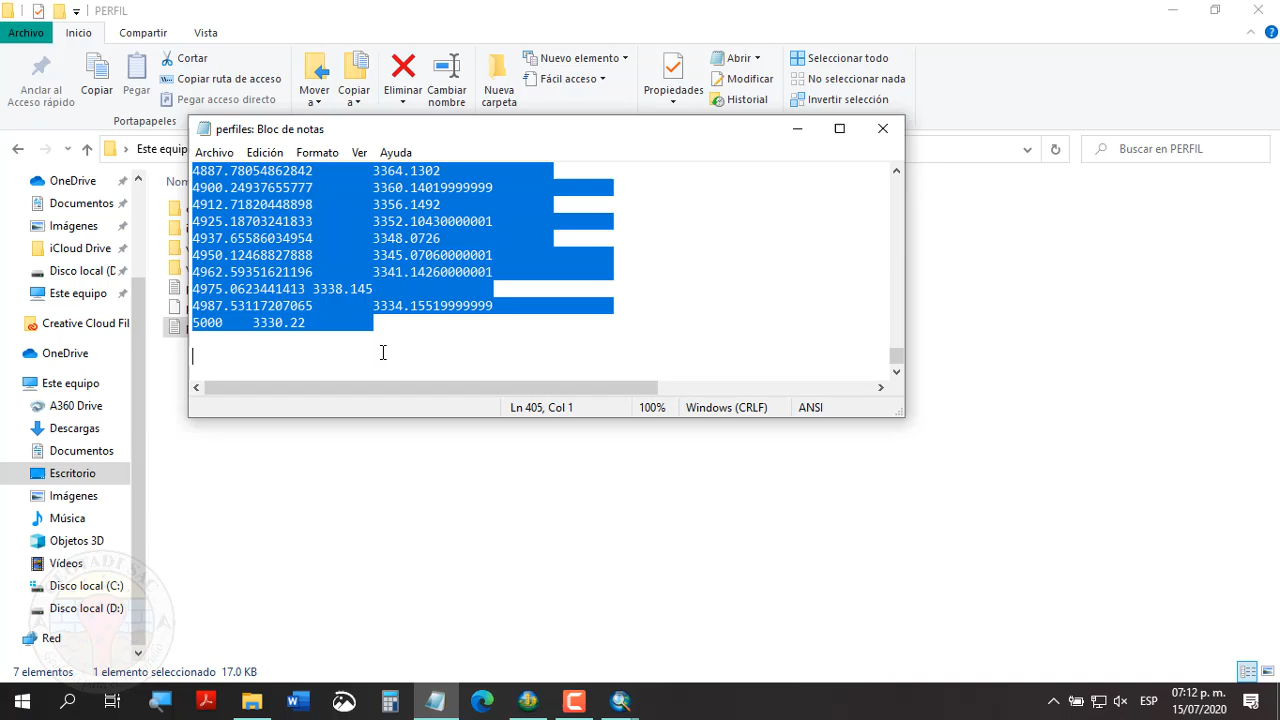 PERFIL
Archivo Inicio Compartir Vista
Anclar al Acceso rápido
Copiar
Pegar
Cortar
Copiar ruta de acceso
Pegar acceso directo
Portapapeles
Mover a
Copiar a
Eliminar
Cambiar nombre
Nueva carpeta
Nuevo elemento
Fácil acceso
Propiedades
Abrir
Modificar
Historial
Seleccionar todo
No seleccionar nada
Invertir selección
Este equip
Buscar en PERFIL
perfiles: Bloc de notas
Archivo Edición Formato Ver Ayuda
4887.78054862842 3364.1302
4900.24937655777 3360.14019999999
4912.71820448898 3356.1492
4925.18703241833 3352.10430000001
4937.65586034954 3348.0726
4950.12468827888 3345.07060000001
4962.59351621196 3341.14260000001
4975.0623441413 3338.145
4987.53117207065 3334.15519999999
5000 3330.22
Ln 405, Col 1 100% Windows (CRLF) ANSI
OneDrive
Documentos
Imágenes
iCloud Drive
Disco local (D
Este equipo
Creative Cloud Fil
OneDrive
Este equipo
A360 Drive
Descargas
Documentos
Escritorio
Imágenes
Música
Objetos 3D
Vídeos
Disco local (C:)
Disco local (D:)
Red
7 elementos 1 elemento seleccionado 17.0 KB
ESP
07:12 p. m.
15/07/2020